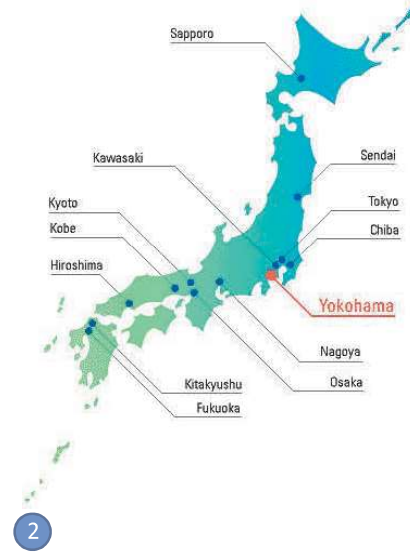 Sapporo
Kawasaki
Sendai
Kyoto
Tokyo
Kobe
Chiba
Hiroshima
Yokohama
Nagoya
Kitakyushu
Osaka
Fukuoka
2